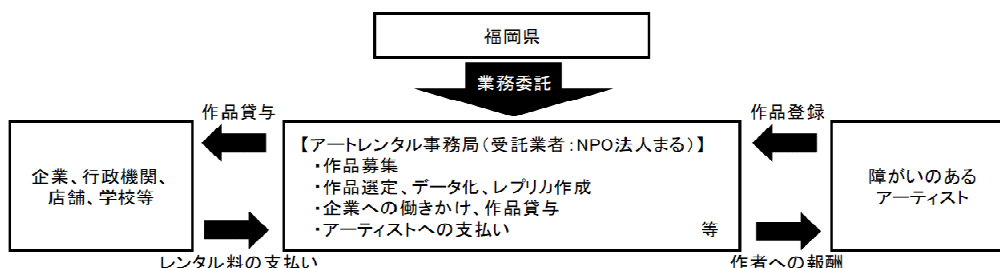 福岡県
業務委託
作品貸与
作品登録
企業、行政機関、
店舗、学校等
【アートレンタル事務局(受託業者:NPO法人まる)】
・作品募集
・作品選定、データ化、レプリカ作成
・企業への働きかけ、作品貸与
・アーティストへの支払い 等
障がいのある
アーティスト
レンタル料の支払い
作者への報酬